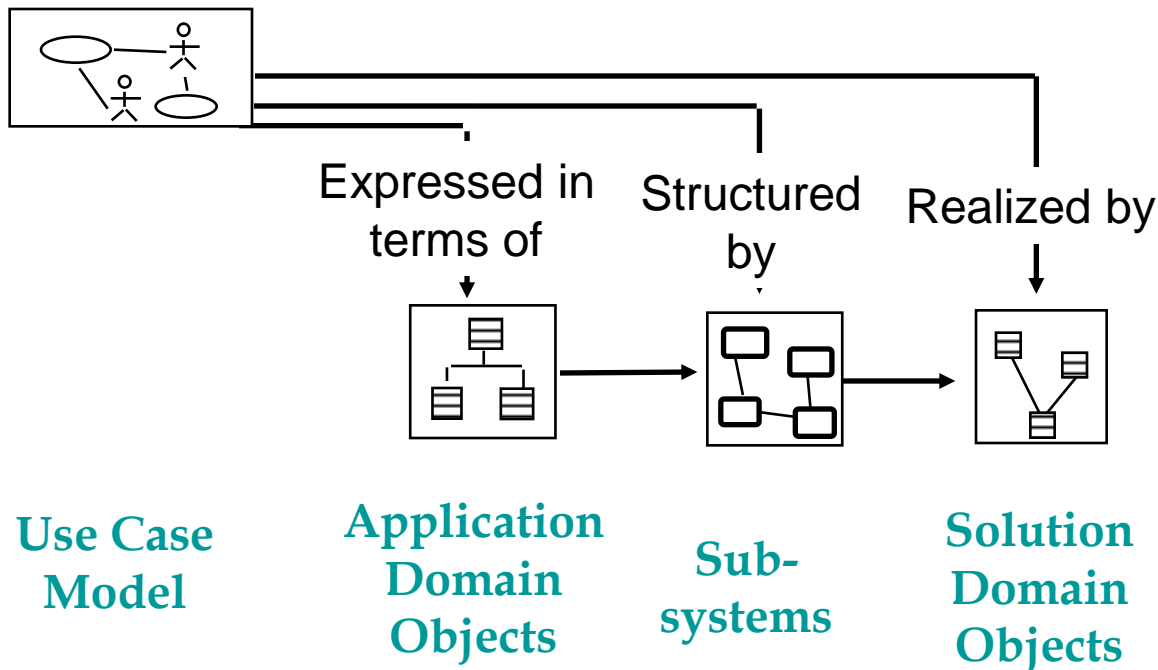 Expressed in
terms of
Structured
by
Realized by
Use Case
Model
Application
Domain
Objects
Sub-
systems
Solution
Domain
Objects